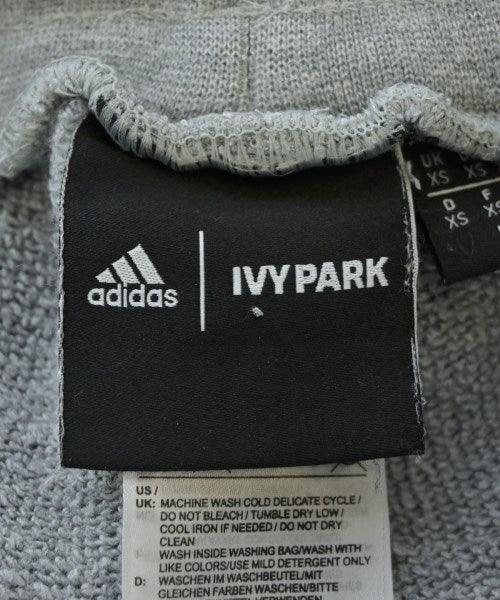 adidas
IVY PARK
UK
XS XS
D F
XS XS
US /
UK: MACHINE WASH COLD DELICATE CYCLE /
DO NOT BLEACH / TUMBLE DRY LOW /
COOL IRON IF NEEDED / DO NOT DRY
CLEAN
WASH INSIDE WASHING BAG/WASH WITH
LIKE COLORS/USE MILD DETERGENT ONLY
D: WASCHEN IM WASCHBEUTEL/MIT
GLEICHEN FARBEN WASCHEN/BITTE